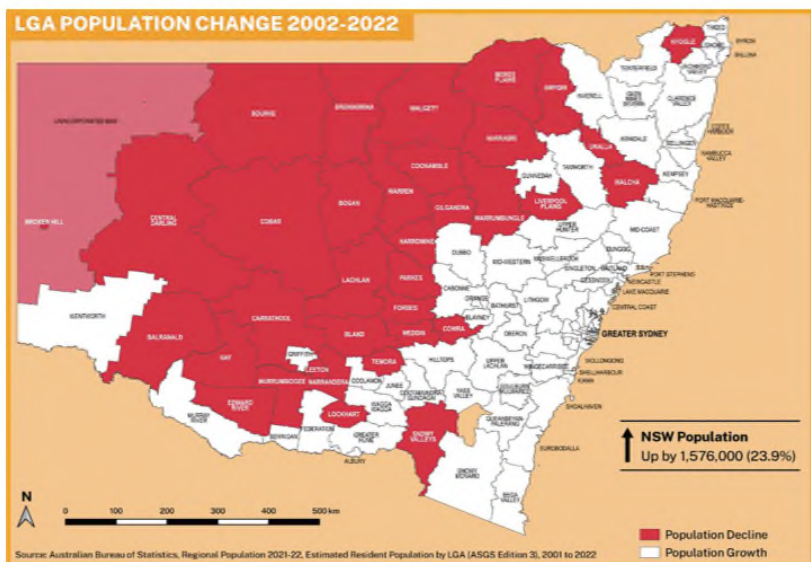 LGA POPULATION CHANGE 2002-2022
TWEED
KYOGLE
BYRON
BALLINA
LISMORE
RICHMOND VALLEY
TENTERFIELD
MOREE PLAINS
GWYDIR
INVERELL
GLEN INNES SEVERN
CLARENCE VALLEY
UNINCORPORATED NSW
BOURKE
BREWARRINA
WALGETT
NARRABRI
ARMIDALE
COFFS HARBOUR
BELLINGEN
NAMBUCCA VALLEY
URALLA
COONAMBLE
GUNNEDAH
TAMWORTH
WALCHA
KEMPSEY
PORT MACQUARIE-HASTINGS
BROKEN HILL
CENTRAL DARLING
COBAR
BOGAN
WARREN
GILGANDRA
WARRUMBUNGLE
LIVERPOOL PLAINS
UPPER HUNTER
MID-COAST
NARROMINE
DUBBO
MID-WESTERN
MUSWELLBROOK
DUNGOG
SINGLETON
MAITLAND
PORT STEPHENS
NEWCASTLE
CESSNOCK
LAKE MACQUARIE
CENTRAL COAST
WENTWORTH
LACHLAN
PARKES
CABONNE
ORANGE
BATHURST
LITHGOW
FORBES
BLAYNEY
BALRANALD
CARRATHOOL
BLAND
WEDDIN
COWRA
OBERON
GREATER SYDNEY
HAY
GRIFFITH
LEETON
TEMORA
HILLTOPS
UPPER LACHLAN
WINGECARRIBEE
WOLLONGONG
SHELLHARBOUR
KIAMA
MURRUMBIDGEE
NARRANDERA
COOLAMON
JUNEE
COOTAMUNDRA GUNDAGAI
YASS VALLEY
GOULBURN MULWAREE
SHOALHAVEN
EDWARD RIVER
LOCKHART
WAGGA WAGGA
MURRAY RIVER
BERRIGAN
FEDERATION
GREATER HUME
ALBURY
SNOWY VALLEYS
QUEANBEYAN-PALERANG
EUROBODALLA
SNOWY MONARO
BEGA VALLEY
NSW Population
Up by 1,576,000 (23.9%)
N
0 100 200 300 400 500 km
Population Decline
Population Growth
Source: Australian Bureau of Statistics, Regional Population 2021-22, Estimated Resident Population by LGA (ASGS Edition 3), 2001 to 2022